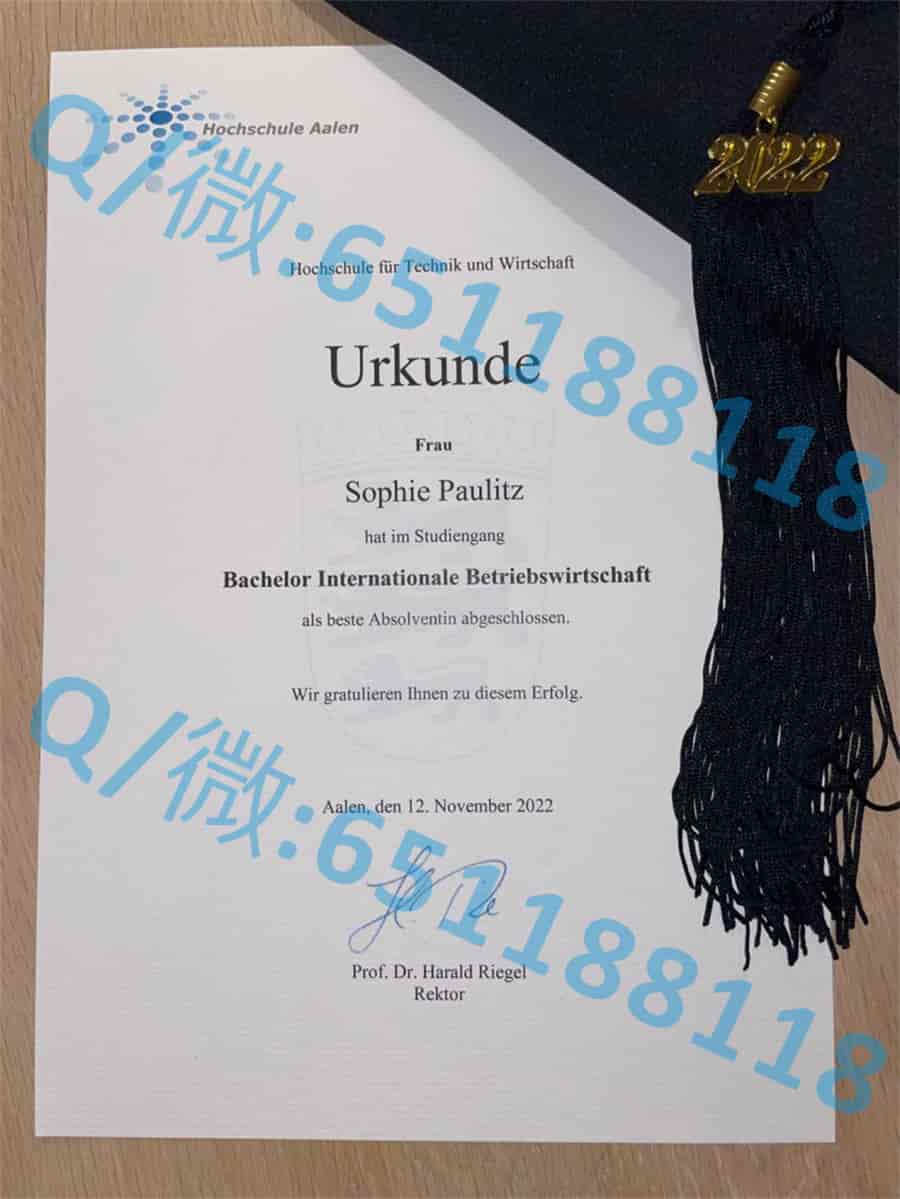 Hochschule Aalen
Q/微:651188118
Hochschule für Technik und Wirtschaft
Urkunde
Frau
Sophie Paulitz
hat im Studiengang
Bachelor Internationale Betriebswirtschaft
als beste Absolventin abgeschlossen.
Wir gratulieren Ihnen zu diesem Erfolg.
Q/微:651188118
Aalen, den 12. November 2022
Prof. Dr. Harald Riegel
Rektor
2022